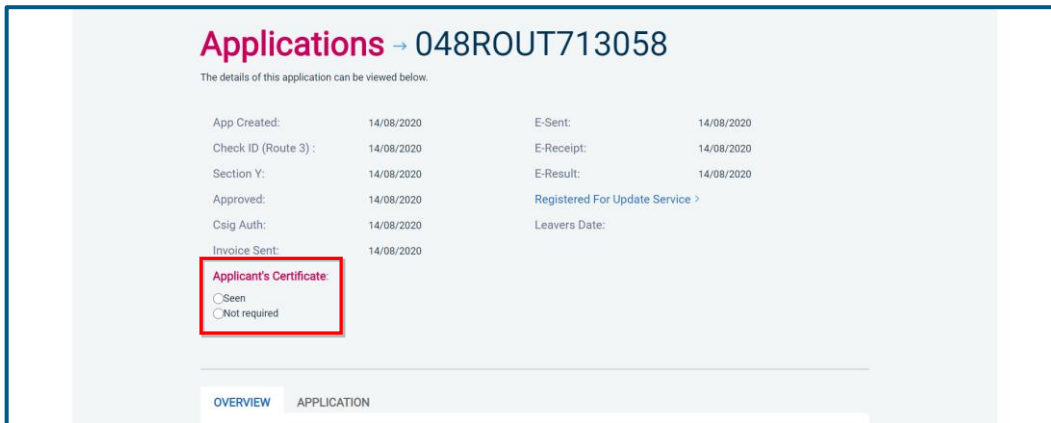 Applications → 048ROUT713058
The details of this application can be viewed below.
App Created: 14/08/2020 E-Sent: 14/08/2020
Check ID (Route 3) : 14/08/2020 E-Receipt: 14/08/2020
Section Y: 14/08/2020 E-Result: 14/08/2020
Approved: 14/08/2020 Registered For Update Service >
Csig Auth: 14/08/2020 Leavers Date:
Invoice Sent: 14/08/2020
Applicant's Certificate:
Seen
Not required
OVERVIEW APPLICATION